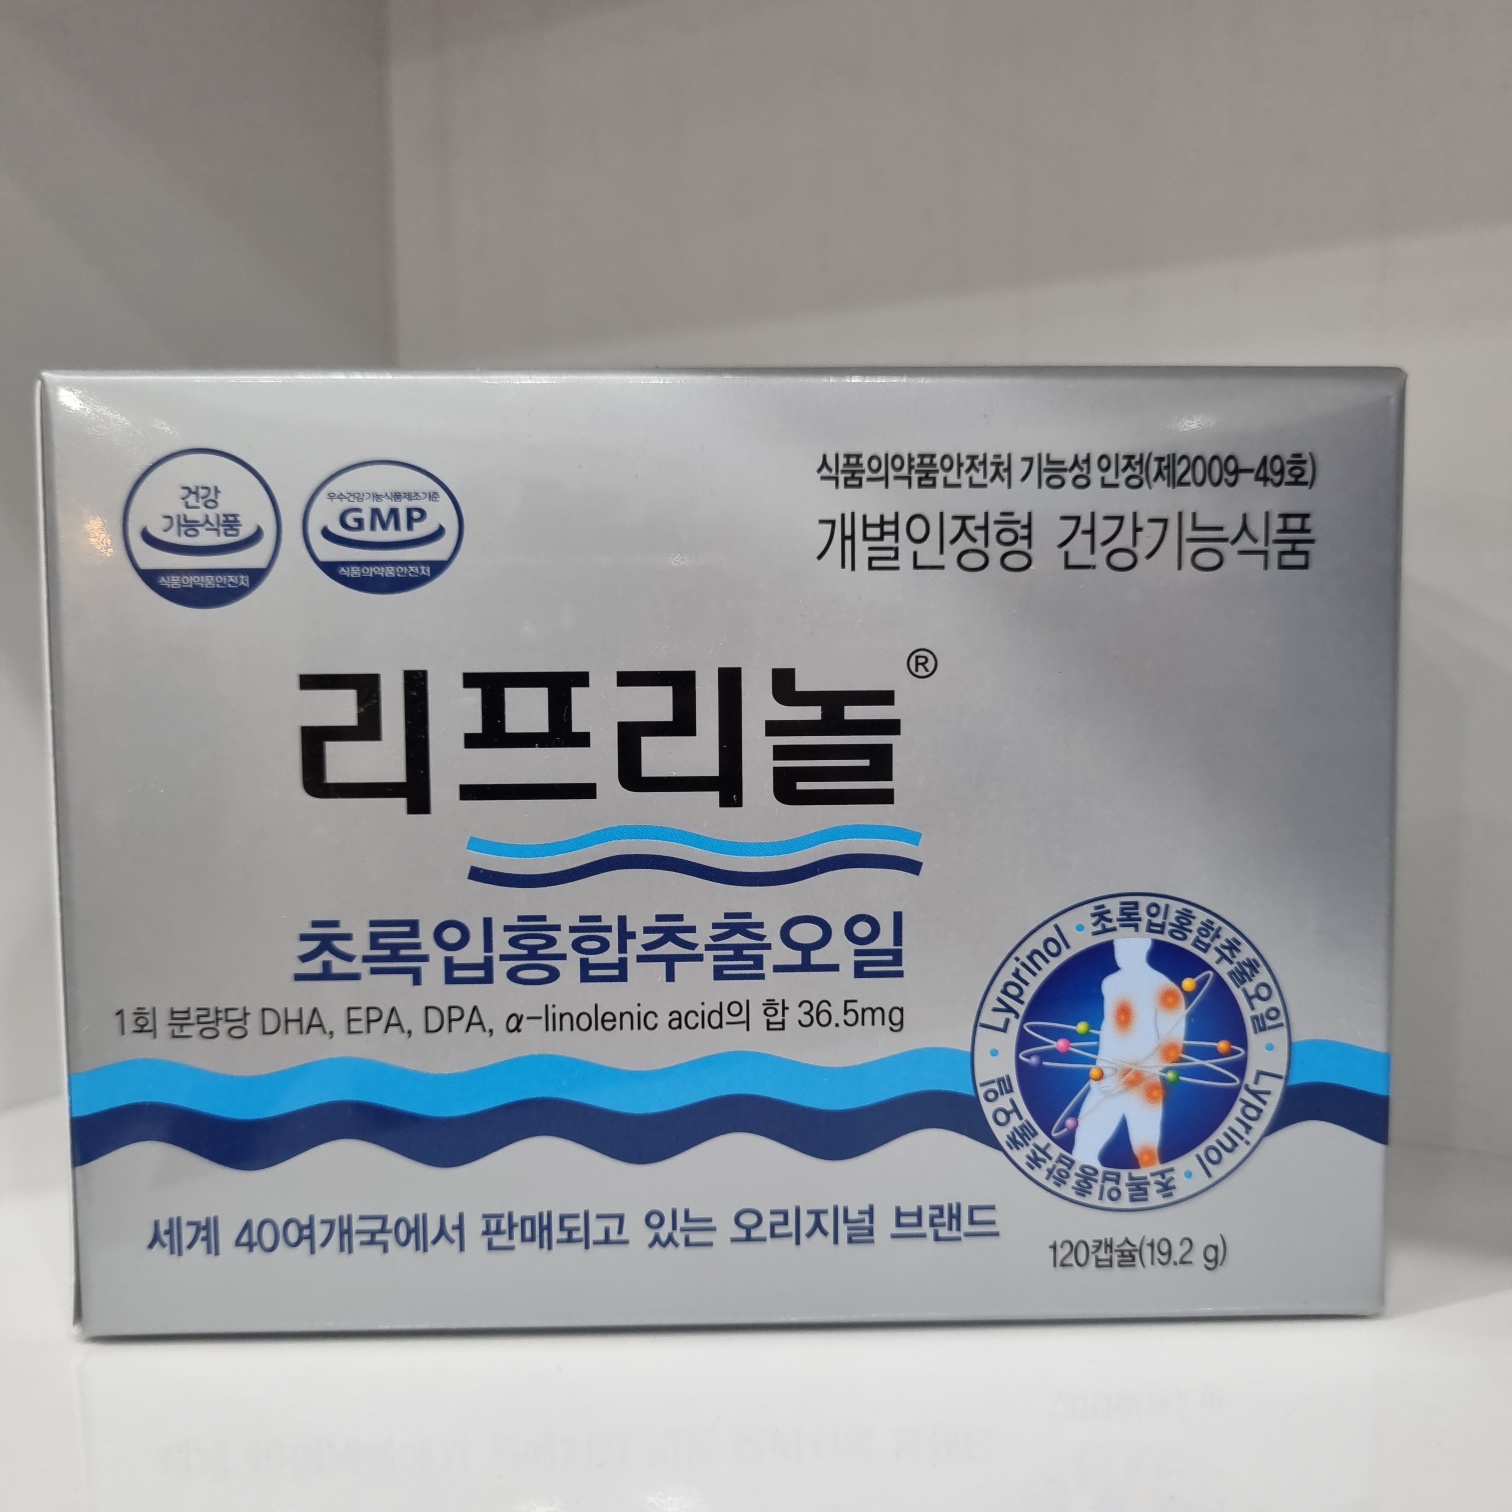 건강
기능식품
식품의약품안전처
우수건강기능식품제조기준
GMP
식품의약품안전처
식품의약품안전처 기능성 인정(제2009-49호)
개별인정형 건강기능식품
리프리놀®
초록입홍합추출오일
1회 분량당 DHA, EPA, DPA, α-linolenic acid의 합 36.5mg
Lyprinol · 초록입홍합추출오일 · Lyprinol · 초록입홍합추출오일 ·
세계 40여개국에서 판매되고 있는 오리지널 브랜드
120캡슐(19.2 g)